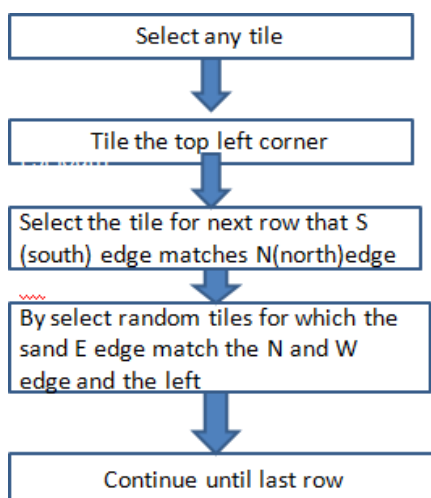 Select any tile
Tile the top left corner
Select the tile for next row that S
(south) edge matches N(north)edge
By select random tiles for which the
sand E edge match the N and W
edge and the left
Continue until last row